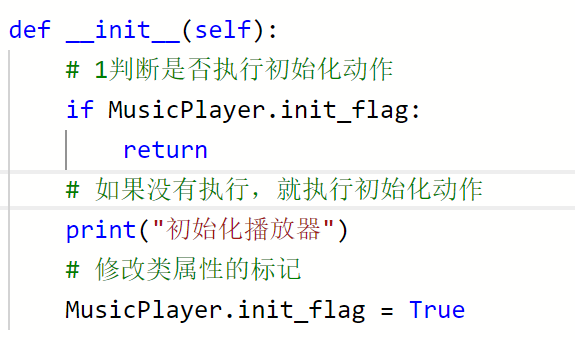 def __init__(self):
    # 1判断是否执行初始化动作
    if MusicPlayer.init_flag:
        return
    # 如果没有执行，就执行初始化动作
    print("初始化播放器")
    # 修改类属性的标记
    MusicPlayer.init_flag = True